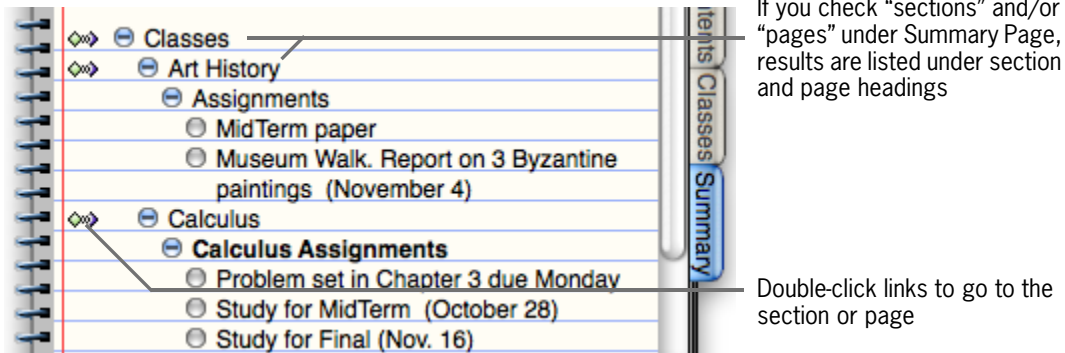 Classes
Art History
Assignments
MidTerm paper
Museum Walk. Report on 3 Byzantine
paintings (November 4)
Calculus
Calculus Assignments
Problem set in Chapter 3 due Monday
Study for MidTerm (October 28)
Study for Final (Nov. 16)
tents
Classes
Summary
If you check “sections” and/or
“pages” under Summary Page,
results are listed under section
and page headings
Double-click links to go to the
section or page